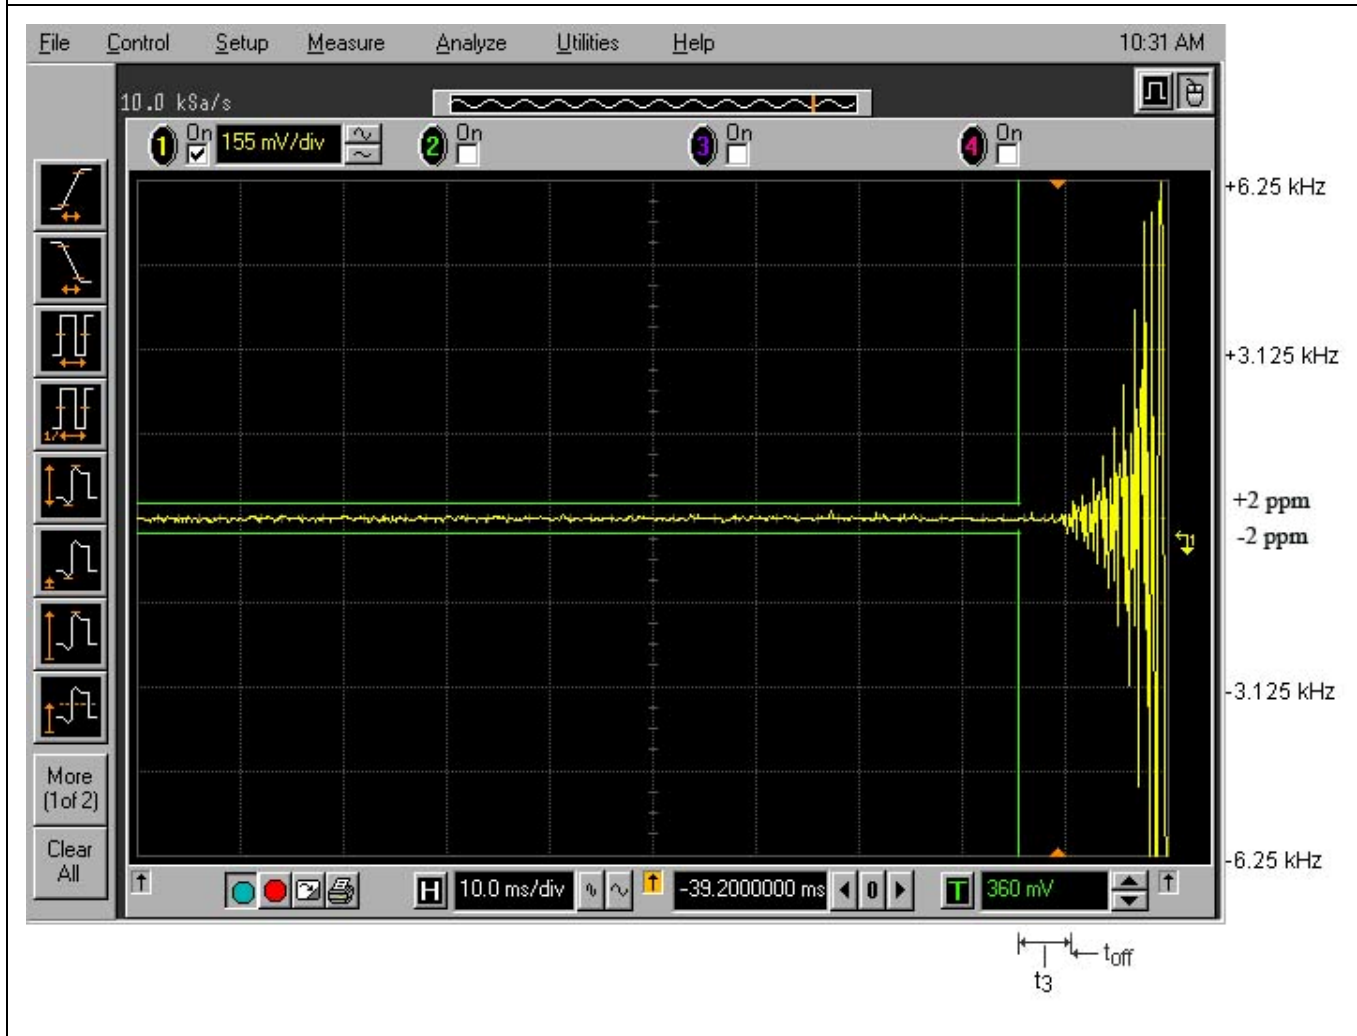 File Control Setup Measure Analyze Utilities Help 10:31 AM
10.0 kSa/s
1 On 155 mV/div 2 On 3 On 4 On
+6.25 kHz
+3.125 kHz
1/
+2 ppm
-2 ppm
1
-3.125 kHz
More
(1of 2)
Clear
All
-6.25 kHz
H 10.0 ms/div -39.2000000 ms 0 T 360 mV
toff
t3